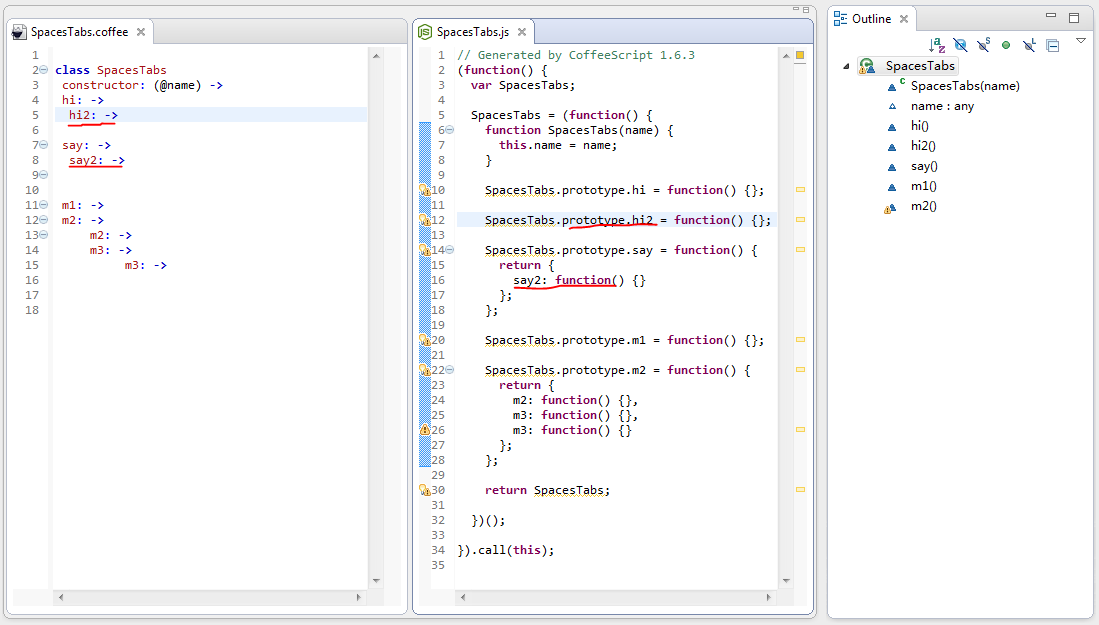 SpacesTabs.coffee
1
2 class SpacesTabs
3 constructor: (@name) ->
4 hi: ->
5 hi2: ->
6
7 say: ->
8 say2: ->
9
10
11 m1: ->
12 m2: ->
13 m2: ->
14 m3: ->
15 m3: ->
16
17
18
SpacesTabs.js
1 // Generated by CoffeeScript 1.6.3
2 (function() {
3 var SpacesTabs;
4
5 SpacesTabs = (function() {
6 function SpacesTabs(name) {
7 this.name = name;
8 }
9
10 SpacesTabs.prototype.hi = function() {};
11
12 SpacesTabs.prototype.hi2 = function() {};
13
14 SpacesTabs.prototype.say = function() {
15 return {
16 say2: function() {}
17 };
18 };
19
20 SpacesTabs.prototype.m1 = function() {};
21
22 SpacesTabs.prototype.m2 = function() {
23 return {
24 m2: function() {},
25 m3: function() {},
26 m3: function() {}
27 };
28 };
29
30 return SpacesTabs;
31
32 })();
33
34 }).call(this);
35
Outline
SpacesTabs
SpacesTabs(name)
name : any
hi()
hi2()
say()
m1()
m2()